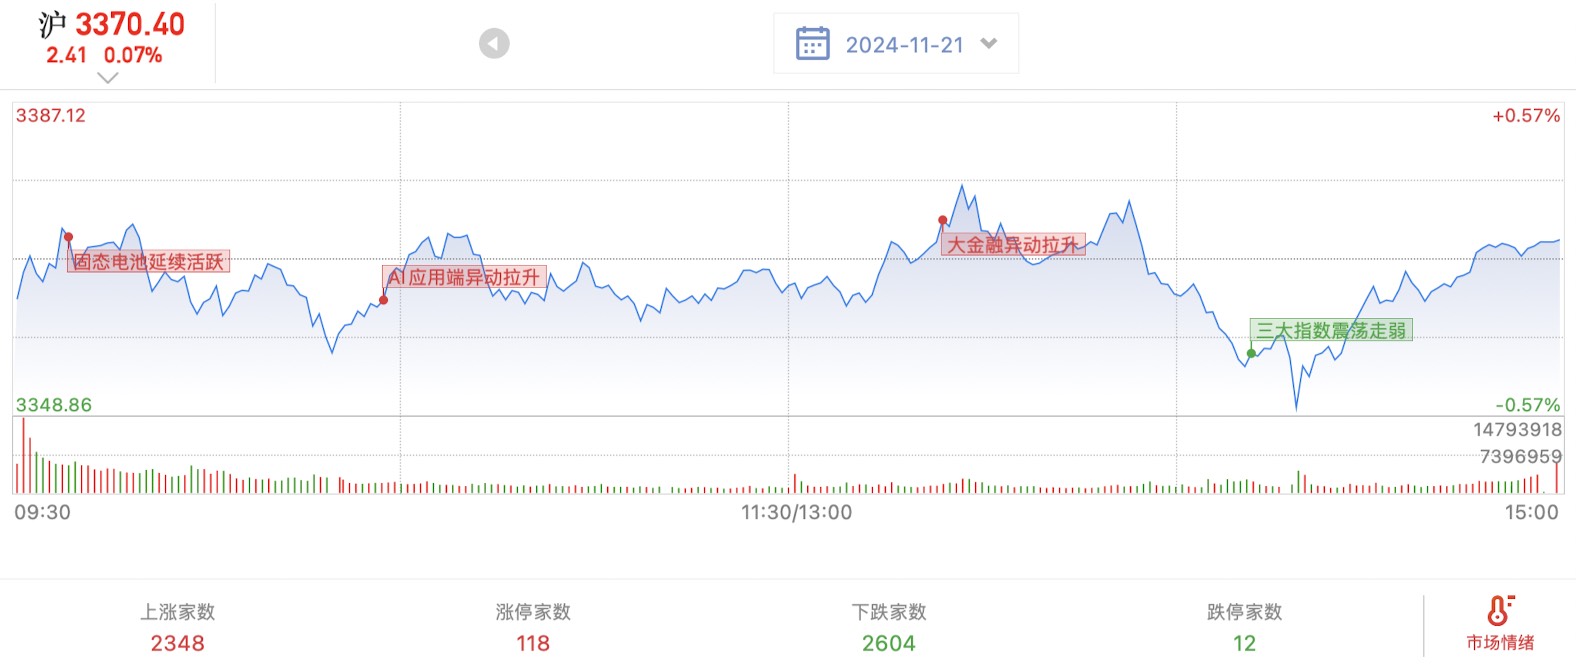 沪 3370.40
2.41 0.07%
2024-11-21
3387.12
+0.57%
固态电池延续活跃
AI应用端异动拉升
大金融异动拉升
三大指数震荡走弱
3348.86
-0.57%
14793918
7396959
09:30
11:30/13:00
15:00
上涨家数
涨停家数
下跌家数
跌停家数
2348
118
2604
12
市场情绪